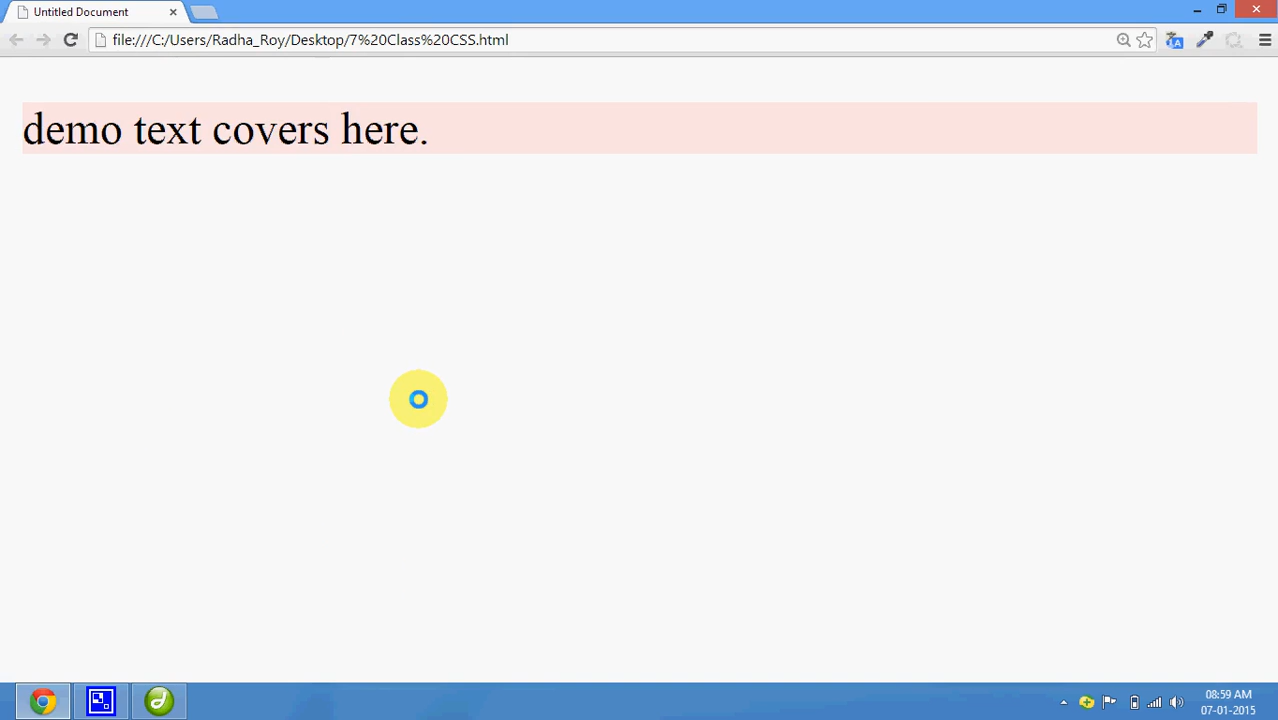 Untitled Document
file:///C:/Users/Radha_Roy/Desktop/7%20Class%20CSS.html
demo text covers here.
08:59 AM
07-01-2015